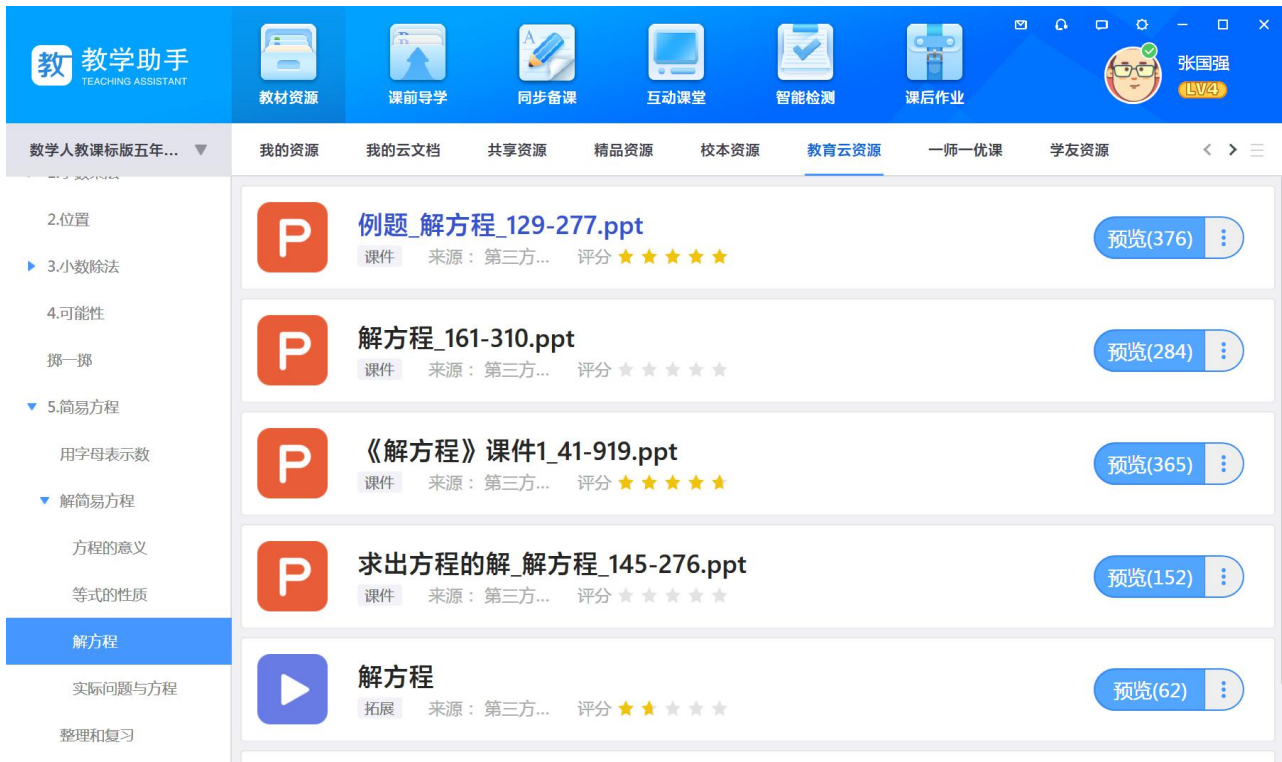 教 教学助手
TEACHING ASSISTANT
教材资源 课前导学 同步备课 互动课堂 智能检测 课后作业
张国强
LV4
数学人教课标版五年...
我的资源 我的云文档 共享资源 精品资源 校本资源 教育云资源 一师一优课 学友资源
2.位置
3.小数除法
4.可能性
掷一掷
5.简易方程
用字母表示数
解简易方程
方程的意义
等式的性质
解方程
实际问题与方程
整理和复习
例题_解方程_129-277.ppt
课件 来源：第三方... 评分
预览(376)
解方程_161-310.ppt
课件 来源：第三方... 评分
预览(284)
《解方程》课件1_41-919.ppt
课件 来源：第三方... 评分
预览(365)
求出方程的解_解方程_145-276.ppt
课件 来源：第三方... 评分
预览(152)
解方程
拓展 来源：第三方... 评分
预览(62)